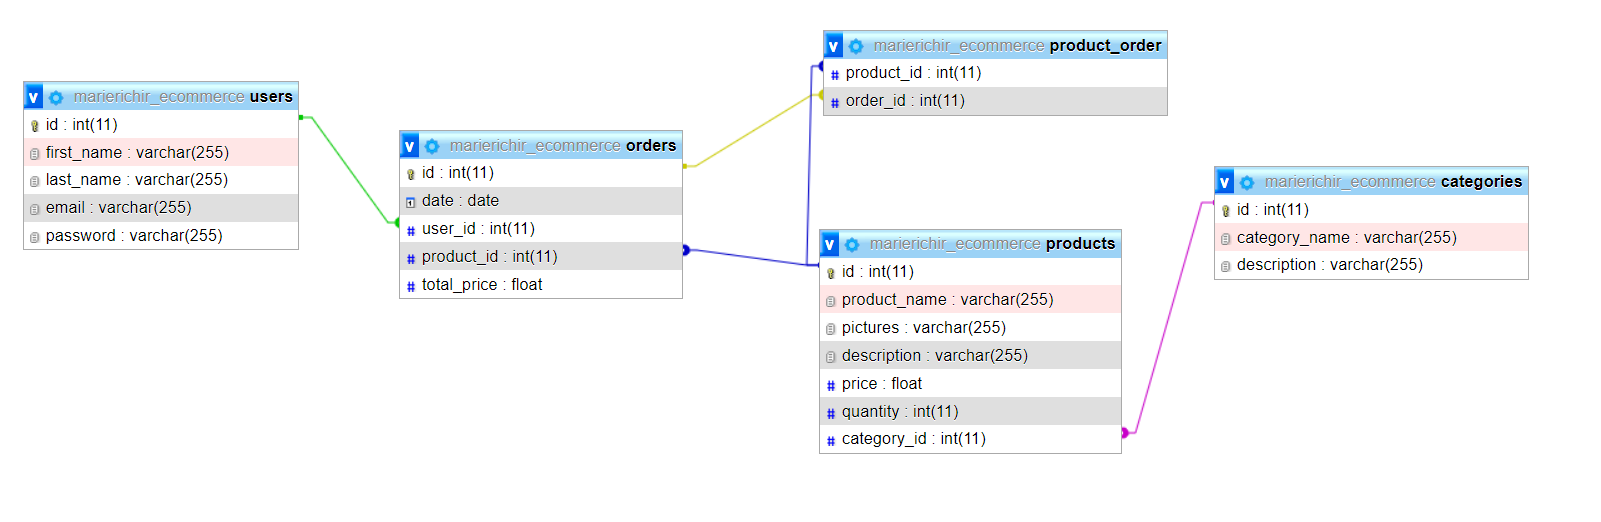 v marierichir_ecommerce users
id : int(11)
first_name : varchar(255)
last_name : varchar(255)
email : varchar(255)
password : varchar(255)
v marierichir_ecommerce orders
id : int(11)
date : date
# user_id : int(11)
# product_id : int(11)
# total_price : float
v marierichir_ecommerce product_order
# product_id : int(11)
# order_id : int(11)
v marierichir_ecommerce products
id : int(11)
product_name : varchar(255)
pictures : varchar(255)
description : varchar(255)
# price : float
# quantity : int(11)
# category_id : int(11)
v marierichir_ecommerce categories
id : int(11)
category_name : varchar(255)
description : varchar(255)